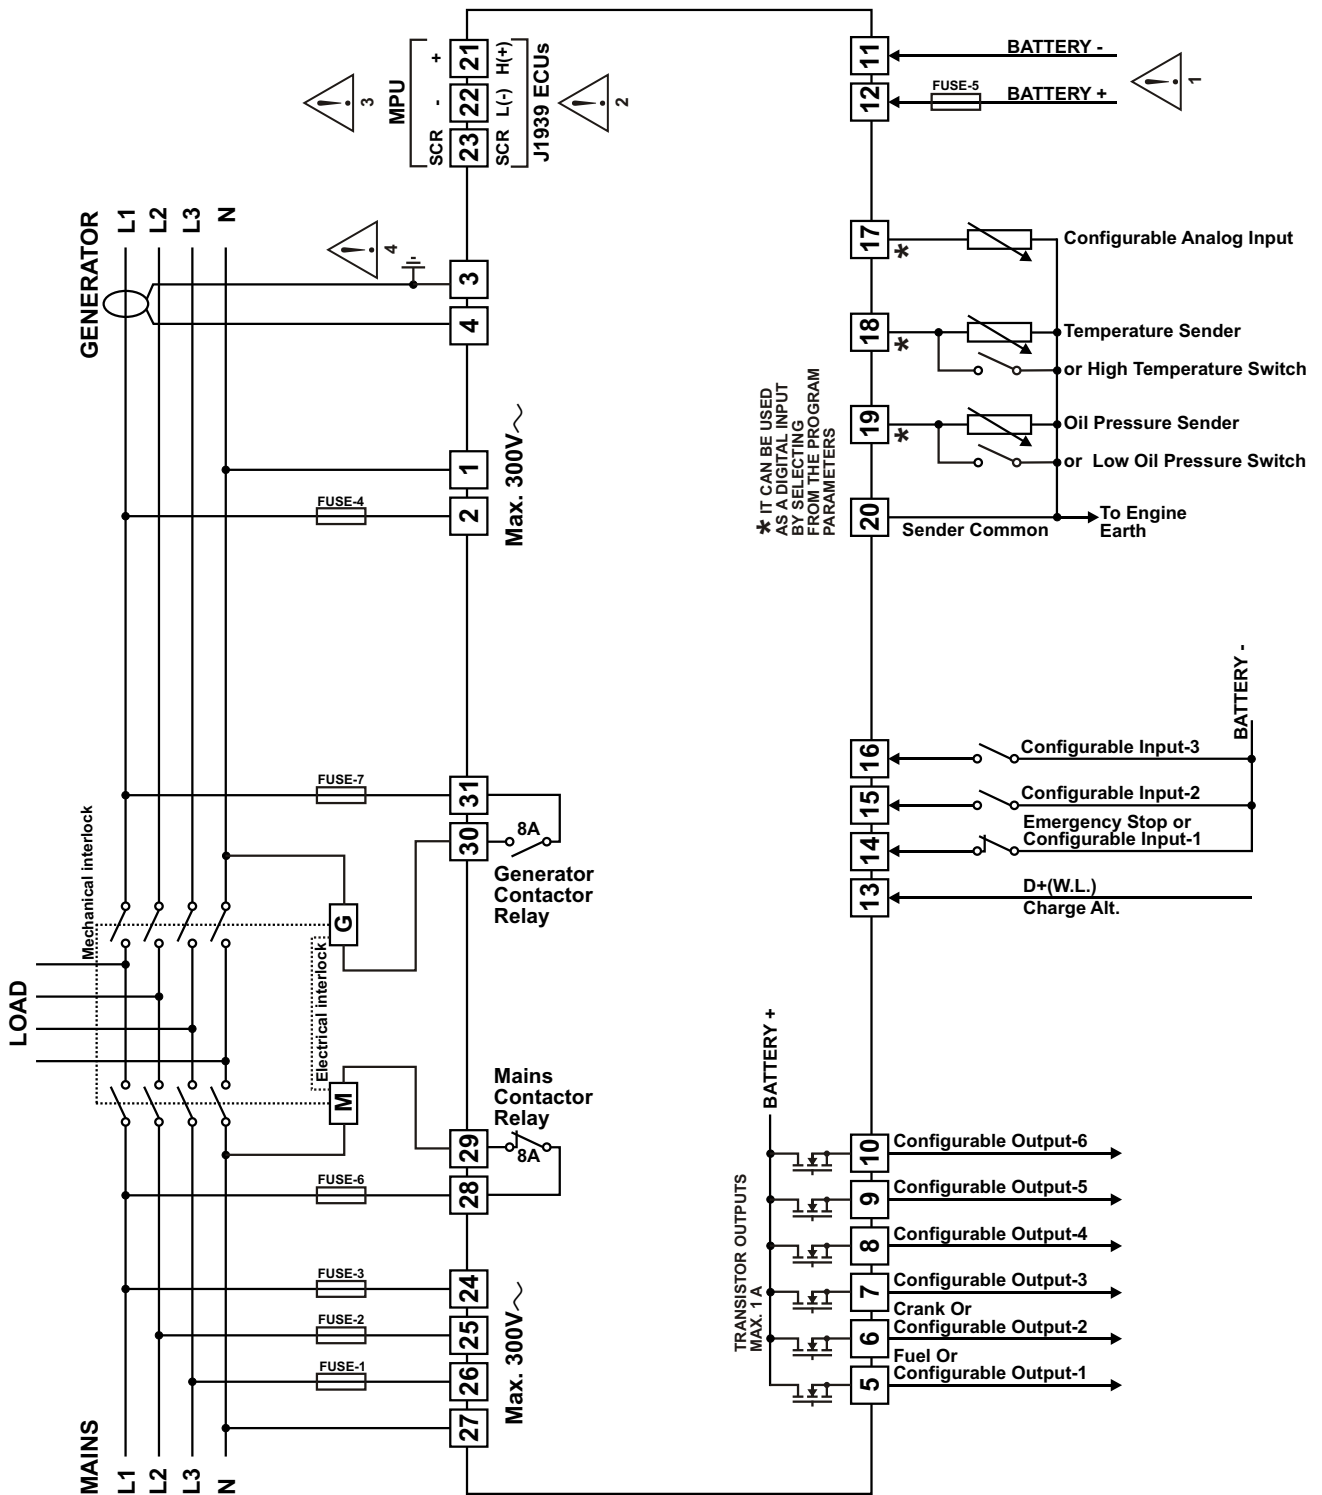 GENERATOR
L1
L2
L3
N
MPU
+
-
SCR
21
22
23
H(+)
L(-)
SCR
J1939 ECUs
3
2
4
3
4
1
2
Max. 300V
FUSE-4
FUSE-7
31
30
8A
Generator
Contactor
Relay
Mechanical interlock
Electrical interlock
G
M
LOAD
Mains
Contactor
Relay
29
28
8A
FUSE-6
FUSE-3
FUSE-2
FUSE-1
24
25
26
27
Max. 300V
MAINS
L1
L2
L3
N
11
12
BATTERY -
FUSE-5
BATTERY +
1
17
*
Configurable Analog Input
18
*
Temperature Sender
or High Temperature Switch
19
*
Oil Pressure Sender
or Low Oil Pressure Switch
20
Sender Common
To Engine
Earth
* IT CAN BE USED
AS A DIGITAL INPUT
BY SELECTING
FROM THE PROGRAM
PARAMETERS
BATTERY -
16
Configurable Input-3
15
Configurable Input-2
14
Emergency Stop or
Configurable Input-1
13
D+(W.L.)
Charge Alt.
BATTERY +
TRANSISTOR OUTPUTS
MAX. 1 A
10
Configurable Output-6
9
Configurable Output-5
8
Configurable Output-4
7
Configurable Output-3
6
Crank Or
Configurable Output-2
5
Fuel Or
Configurable Output-1